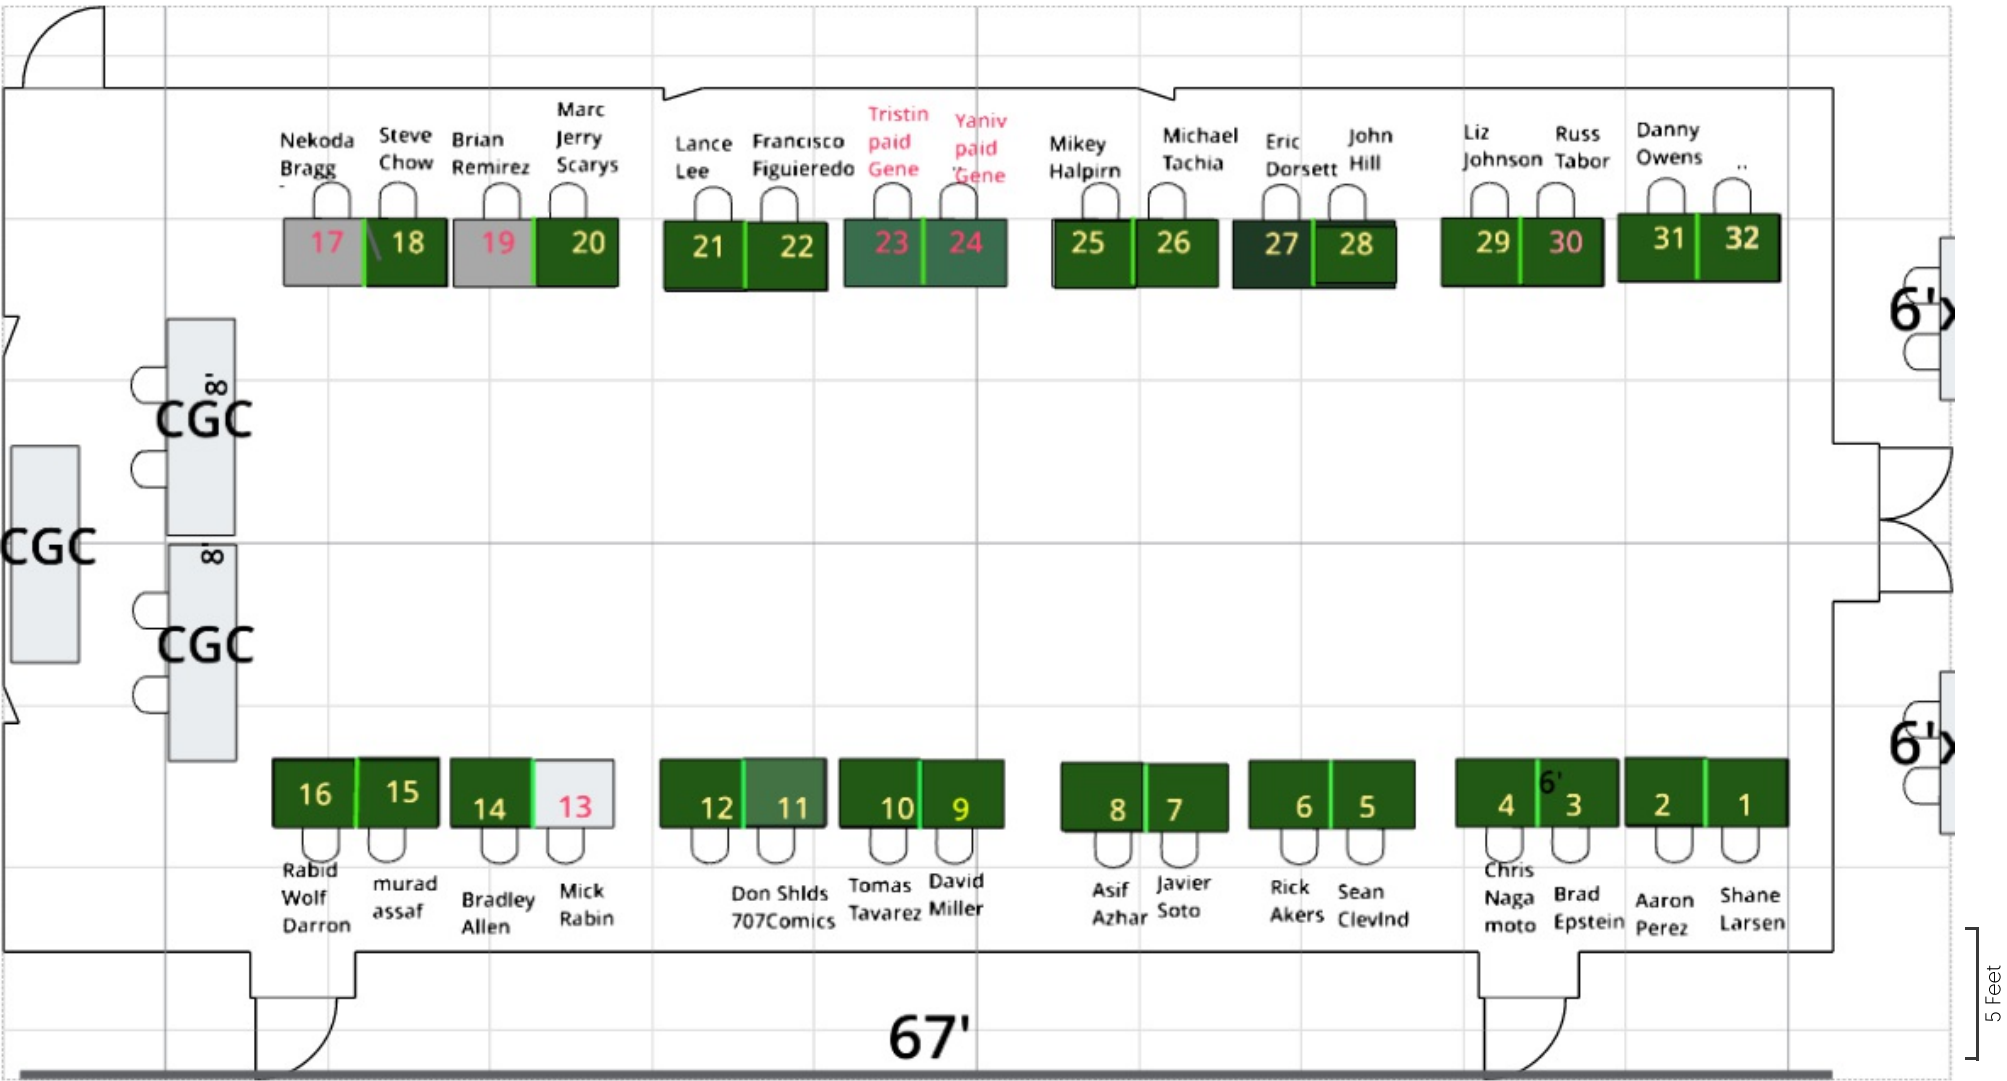 Nekoda
Bragg
-
Steve
Chow
Brian
Remirez
Marc
Jerry
Scarys
Lance
Lee
Francisco
Figuieredo
Tristin
paid
Gene
Yaniv
paid
Gene
Mikey
Halpirn
Michael
Tachia
Eric
Dorsett
John
Hill
Liz
Johnson
Russ
Tabor
Danny
Owens
..
17
18
19
20
21
22
23
24
25
26
27
28
29
30
31
32
8'
CGC
CGC
8'
CGC
6'x
6'x
16
15
14
13
12
11
10
9
8
7
6
5
4
6'
3
2
1
Rabid
Wolf
Darron
murad
assaf
Bradley
Allen
Mick
Rabin
Don Shlds
707Comics
Tomas
Tavarez
David
Miller
Asif
Azhar
Javier
Soto
Rick
Akers
Sean
Clevlnd
Chris
Naga
moto
Brad
Epstein
Aaron
Perez
Shane
Larsen
67'
5 Feet